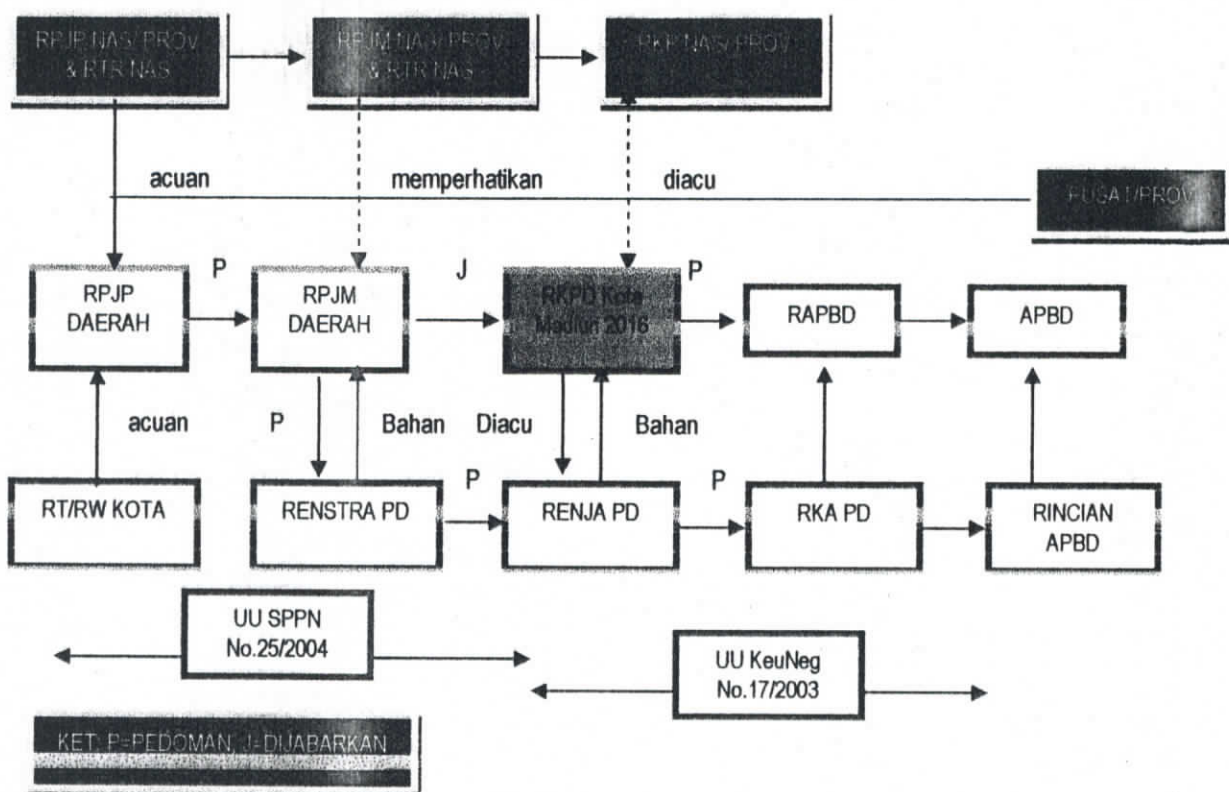 RPJP NAS/ PROV
& RTR NAS
RPJM NAS/ PROV
& RTR NAS
RKP NAS/ PROV
acuan
memperhatikan
diacu
PUSAT/PROV
P
J
P
RPJP
DAERAH
RPJM
DAERAH
RKPD Kota
Madiun 2016
RAPBD
APBD
acuan
P
Bahan
Diacu
Bahan
P
P
RT/RW KOTA
RENSTRA PD
RENJA PD
RKA PD
RINCIAN
APBD
UU SPPN
No.25/2004
UU KeuNeg
No.17/2003
KET: P=PEDOMAN, J=DIJABARKAN